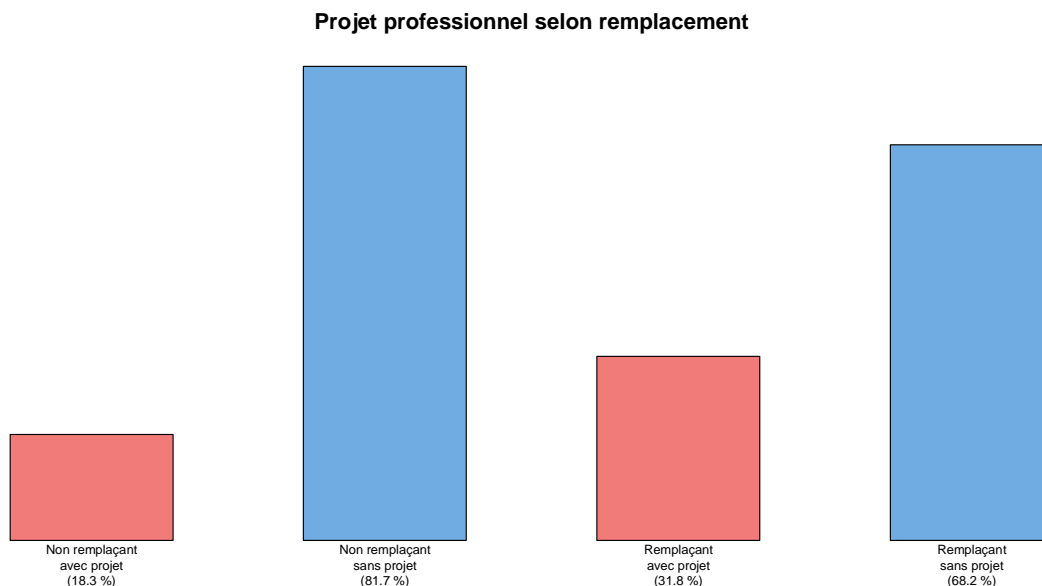 Projet professionnel selon remplacement
Non remplaçant
avec projet
(18.3 %)
Non remplaçant
sans projet
(81.7 %)
Remplaçant
avec projet
(31.8 %)
Remplaçant
sans projet
(68.2 %)